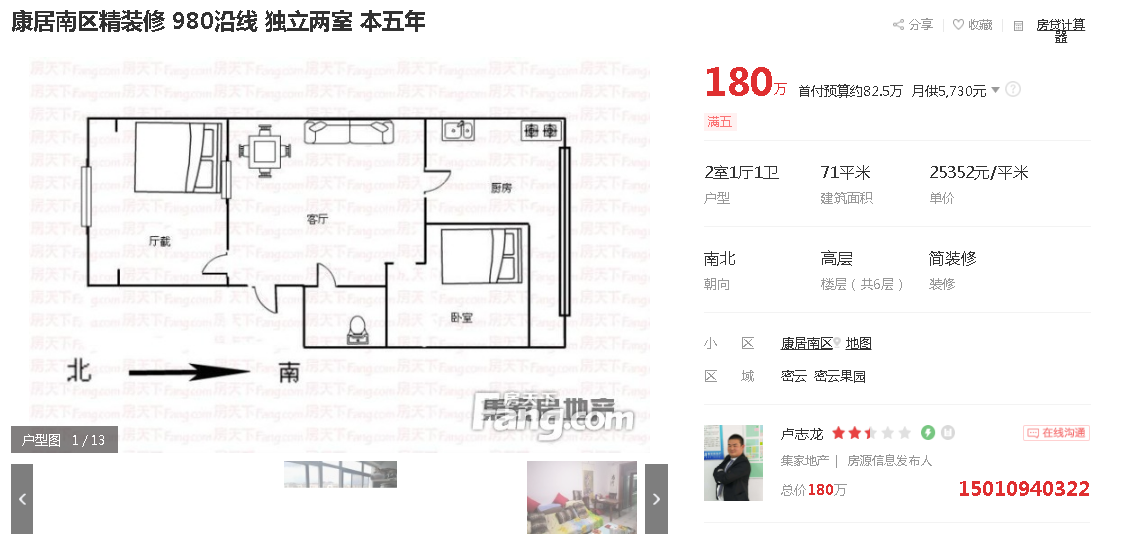 康居南区精装修 980沿线 独立两室 本五年
分享 收藏 房贷计算器
180万 首付预算约82.5万 月供5,730元
满五
2室1厅1卫 71平米 25352元/平米
户型 建筑面积 单价
南北 高层 简装修
朝向 楼层（共6层） 装修
小 区 康居南区 地图
区 域 密云 密云果园
卢志龙 在线沟通
集家地产 | 房源信息发布人
总价180万 15010940322
厨房
客厅
厅截
卧室
北 南
房天下
Fang.com
户型图 1/13